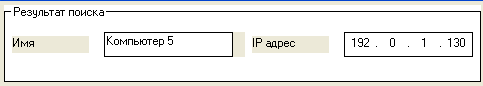 Результат поиска
Имя Компьютер 5 IP адрес 192 . 0 . 1 . 130